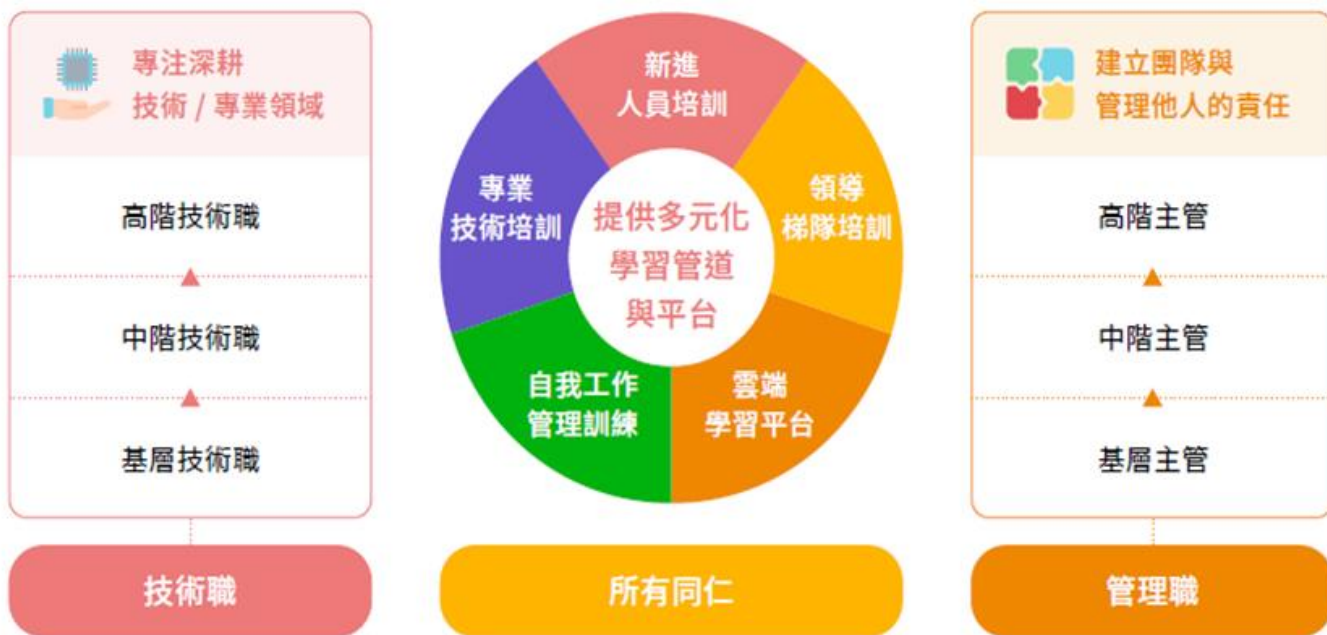 專注深耕
技術 / 專業領域
高階技術職
中階技術職
基層技術職
技術職
新進
人員培訓
專業
技術培訓
領導
梯隊培訓
提供多元化
學習管道
與平台
自我工作
管理訓練
雲端
學習平台
所有同仁
建立團隊與
管理他人的責任
高階主管
中階主管
基層主管
管理職